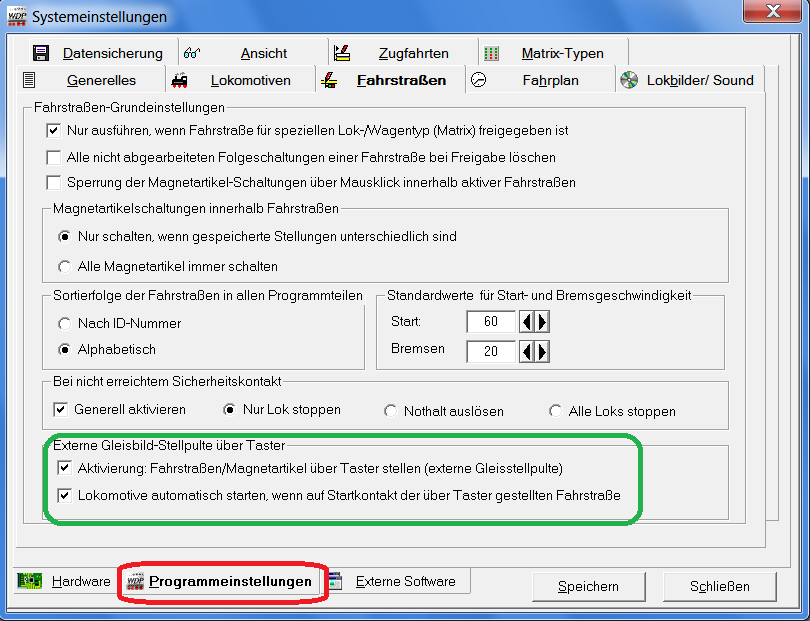 Systemeinstellungen
Datensicherung Ansicht Zugfahrten Matrix-Typen
Generelles Lokomotiven Fahrstraßen Fahrplan Lokbilder/ Sound
Fahrstraßen-Grundeinstellungen
Nur ausführen, wenn Fahrstraße für speziellen Lok-/Wagentyp (Matrix) freigegeben ist
Alle nicht abgearbeiteten Folgeschaltungen einer Fahrstraße bei Freigabe löschen
Sperrung der Magnetartikel-Schaltungen über Mausklick innerhalb aktiver Fahrstraßen
Magnetartikelschaltungen innerhalb Fahrstraßen
Nur schalten, wenn gespeicherte Stellungen unterschiedlich sind
Alle Magnetartikel immer schalten
Sortierfolge der Fahrstraßen in allen Programmteilen
Nach ID-Nummer
Alphabetisch
Standardwerte für Start- und Bremsgeschwindigkeit
Start: 60
Bremsen 20
Bei nicht erreichtem Sicherheitskontakt
Generell aktivieren Nur Lok stoppen Nothalt auslösen Alle Loks stoppen
Externe Gleisbild-Stellpulte über Taster
Aktivierung: Fahrstraßen/Magnetartikel über Taster stellen (externe Gleisstellpulte)
Lokomotive automatisch starten, wenn auf Startkontakt der über Taster gestellten Fahrstraße
Hardware WDP Programmeinstellungen Externe Software Speichern Schließen